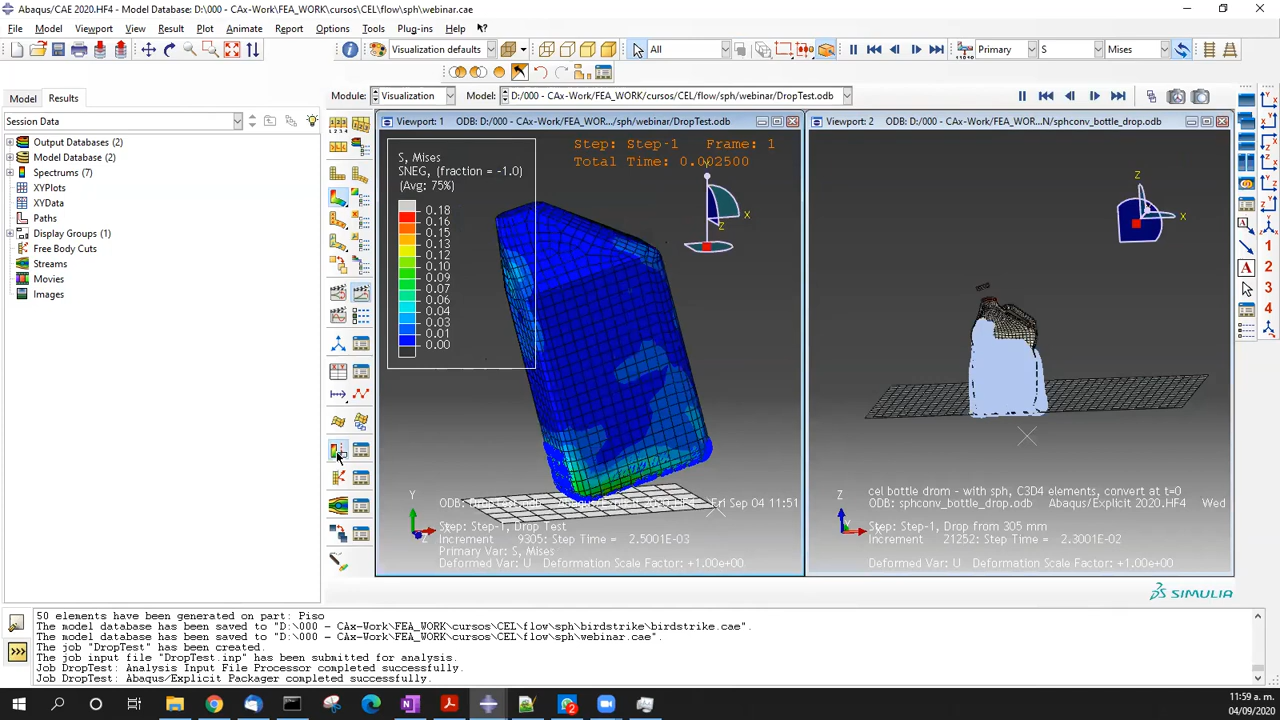 Abaqus/CAE 2020.HF4 - Model Database: D:\000 - CAx-Work\FEA_WORK\cursos\CEL\flow\sph\webinar.cae
File Model Viewport View Result Plot Animate Report Options Tools Plug-ins
Visualization defaults All Primary S Mises
Module: Visualization Model: D:/000 - CAx-Work/FEA_WORK/cursos/CEL/flow/sph/webinar/DropTest.odb
Model Results
Session Data
Output Databases (2)
Model Database (2)
Spectrums (7)
XYPlots
XYData
Paths
Display Groups (1)
Free Body Cuts
Streams
Movies
Images
Viewport: 1 ODB: D:/000 - CAx-WOR.../sph/webinar/DropTest.odb
S, Mises
SNEG, (fraction = -1.0)
(Avg: 75%)
0.18
0.16
0.15
0.13
0.12
0.10
0.09
0.07
0.06
0.04
0.03
0.01
0.00
Step: Step-1 Frame: 1
Total Time: 0.002500
X
Z
Y
Z
Fri Sep 04 11:51
Step: Step-1, Drop Test
Increment 9305: Step Time = 2.5001E-03
Primary Var: S, Mises
Deformed Var: U Deformation Scale Factor: +1.00e+00
Viewport: 2 ODB: D:/000 - CAx-WOR...N/sphconv_bottle_drop.odb
Z
X
Z
X
cel bottle drom - with sph, C3D4 elements, convert at t=0
ODB: sphconv_bottle_drop.odb Abaqus/Explicit 3DEXPERIENCE R2017x Wed
Step: Step-1, Drop from 305 mm
Increment 21252: Step Time = 2.3001E-02
Deformed Var: U Deformation Scale Factor: +1.00e+00
1
2
3
4
SIMULIA
50 elements have been generated on part: Piso
The model database has been saved to "D:\000 - CAx-Work\FEA_WORK\cursos\CEL\flow\sph\birdstrike\birdstrike.cae".
The model database has been saved to "D:\000 - CAx-Work\FEA_WORK\cursos\CEL\flow\sph\webinar.cae".
The job "DropTest" has been created.
The job input file "DropTest.inp" has been submitted for analysis.
Job DropTest: Analysis Input File Processor completed successfully.
Job DropTest: Abaqus/Explicit Packager completed successfully.
>>>
11:59 a. m.
04/09/2020